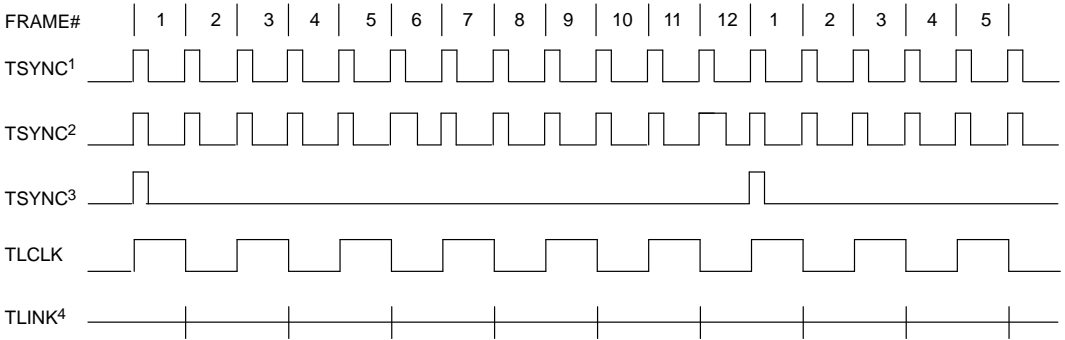 FRAME# 1 2 3 4 5 6 7 8 9 10 11 12 1 2 3 4 5
TSYNC1
TSYNC2
TSYNC3
TLCLK
TLINK4